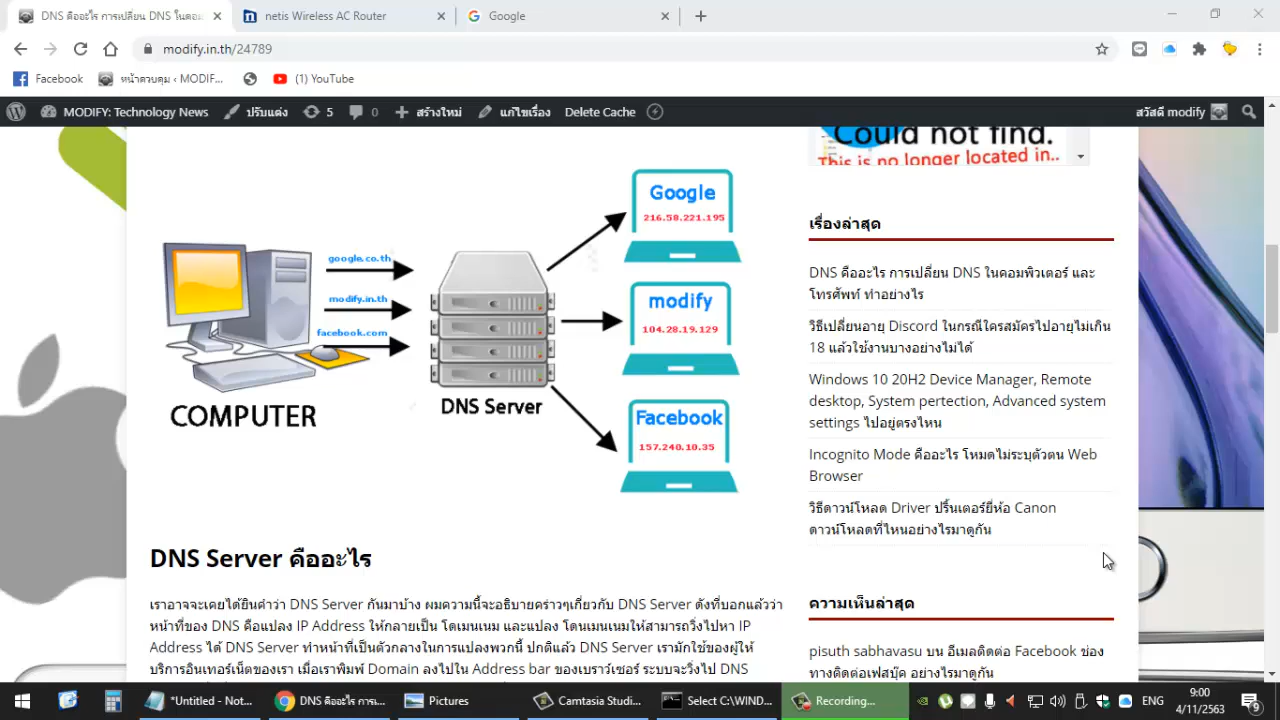 DNS คืออะไร การเปลี่ยน DNS ในคอม
netis Wireless AC Router
Google
modify.in.th/24789
Facebook
หน้าควบคุม ‹ MODIF...
(1) YouTube
MODIFY: Technology News
ปรับแต่ง
5
0
สร้างใหม่
แก้ไขเรื่อง
Delete Cache
สวัสดี modify
Could not find.
This is no longer located in..
Google
216.58.221.195
google.co.th
modify.in.th
facebook.com
modify
104.28.19.129
COMPUTER
DNS Server
Facebook
157.240.10.35
DNS Server คืออะไร
เราอาจจะเคยได้ยินคำว่า DNS Server กันมาบ้าง ผมความนี้จะอธิบายคร่าวๆเกี่ยวกับ DNS Server ดังที่บอกแล้วว่า
หน้าที่ของ DNS คือแปลง IP Address ให้กลายเป็น โดเมนเนม และแปลง โดนเมนเนมให้สามารถวิ่งไปหา IP
Address ได้ DNS Server ทำหน้าที่เป็นตัวกลางในการแปลงพวกนี้ ปกติแล้ว DNS Server เรามักใช้ของผู้ให้
บริการอินเทอร์เน็ตของเรา เมื่อเราพิมพ์ Domain ลงไปใน Address bar ของเบราว์เซอร์ ระบบจะวิ่งไป DNS
เรื่องล่าสุด
DNS คืออะไร การเปลี่ยน DNS ในคอมพิวเตอร์ และ
โทรศัพท์ ทำอย่างไร
วิธีเปลี่ยนอายุ Discord ในกรณีใครสมัครไปอายุไม่เกิน
18 แล้วใช้งานบางอย่างไม่ได้
Windows 10 20H2 Device Manager, Remote
desktop, System pertection, Advanced system
settings ไปอยู่ตรงไหน
Incognito Mode คืออะไร โหมดไม่ระบุตัวตน Web
Browser
วิธีดาวน์โหลด Driver ปริ้นเตอร์ยี่ห้อ Canon
ดาวน์โหลดที่ไหนอย่างไรมาดูกัน
ความเห็นล่าสุด
pisuth sabhavasu บน อีเมลติดต่อ Facebook ช่อง
ทางติดต่อเฟสบุ๊ค อย่างไรมาดูกัน
*Untitled - Not...
DNS คืออะไร การเ...
Pictures
Camtasia Studi...
Select C:\WIND...
Recording...
ENG
9:00
4/11/2563
9